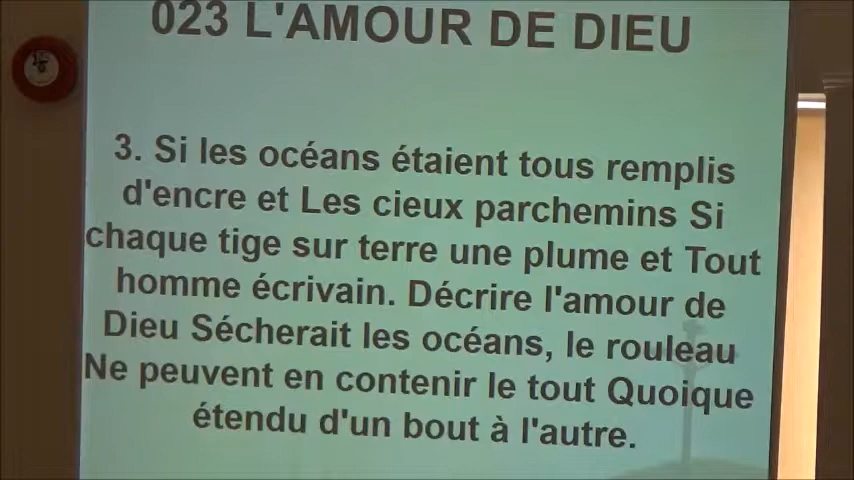 023 L'AMOUR DE DIEU
3. Si les océans étaient tous remplis
d'encre et Les cieux parchemins Si
chaque tige sur terre une plume et Tout
homme écrivain. Décrire l'amour de
Dieu Sécherait les océans, le rouleau
Ne peuvent en contenir le tout Quoique
étendu d'un bout à l'autre.